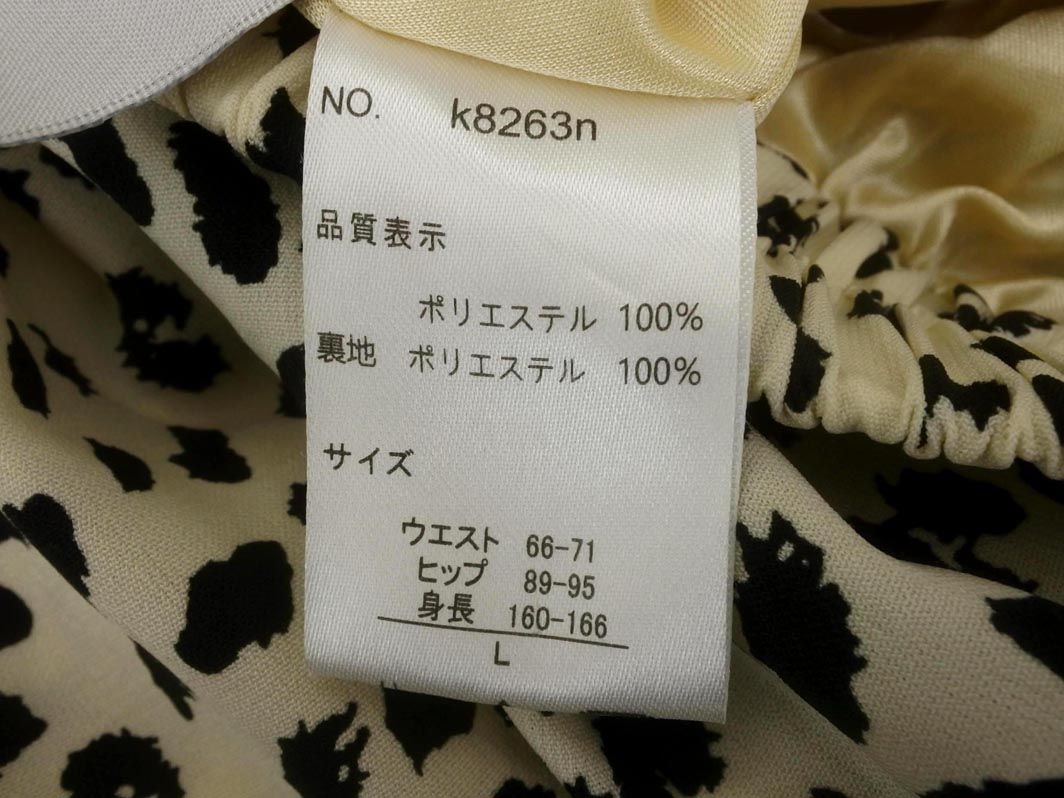 NO. k8263n
品質表示
ポリエステル 100%
裏地 ポリエステル 100%
サイズ
ウエスト 66-71
ヒップ 89-95
身長 160-166
L